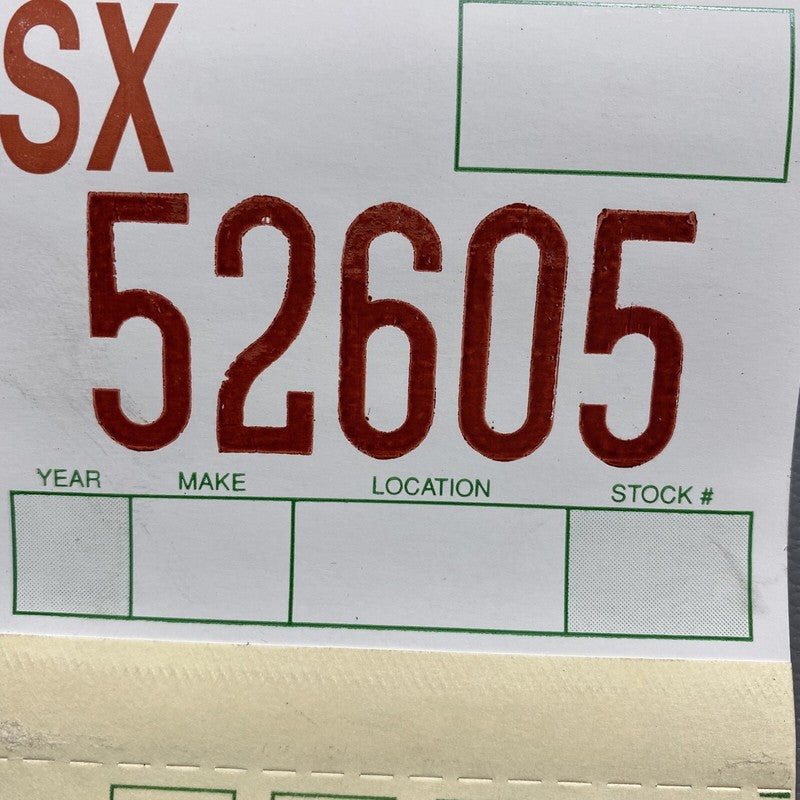 SX
52605
YEAR MAKE LOCATION STOCK #